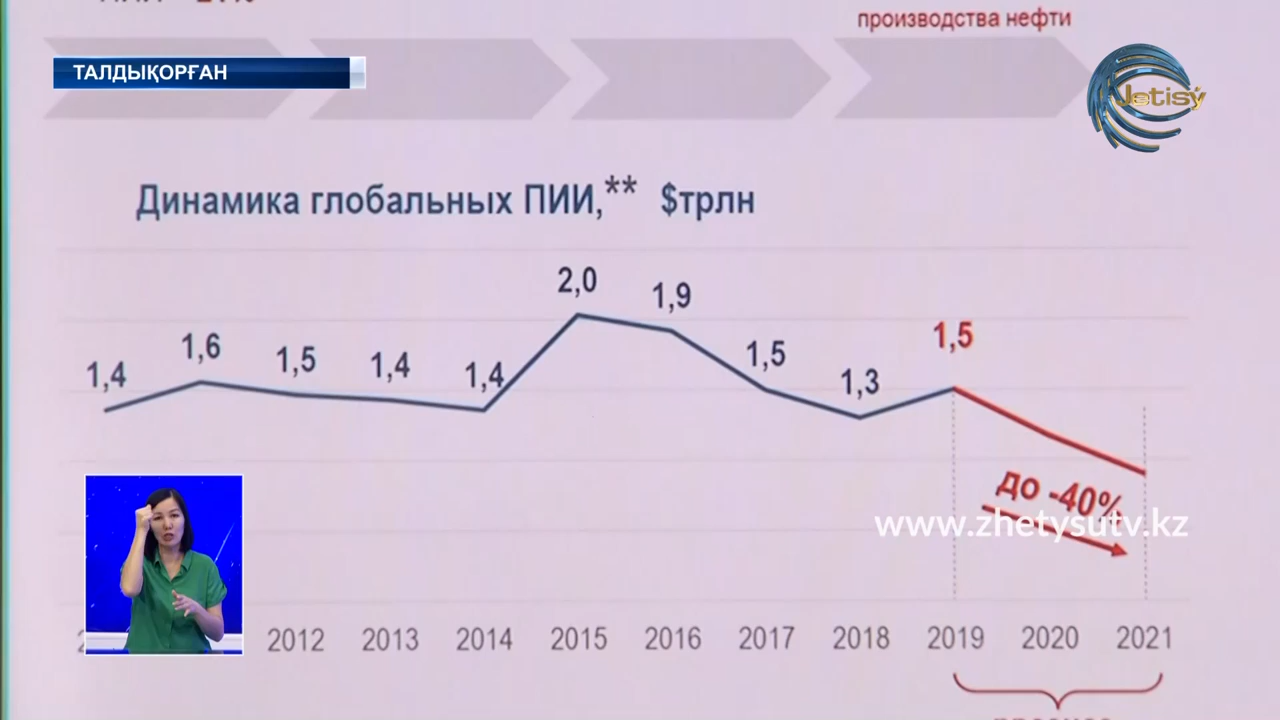 производства нефти
ТАЛДЫҚОРҒАН
Jetisý
Динамика глобальных ПИИ,** $трлн
1,4
1,6
1,5
1,4
1,4
2,0
1,9
1,5
1,3
1,5
до -40%
www.zhetysutv.kz
2012 2013 2014 2015 2016 2017 2018 2019 2020 2021